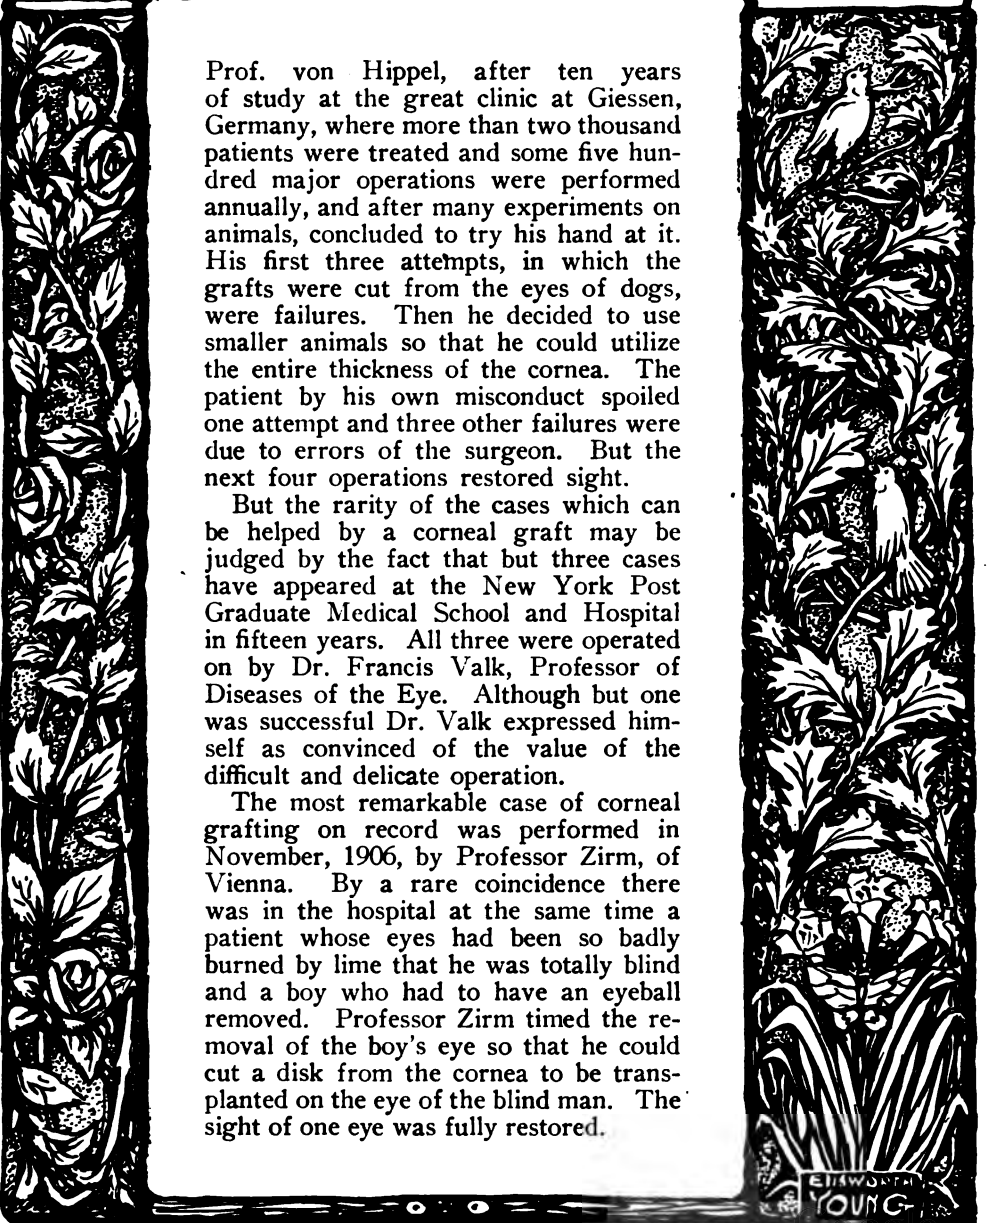 Prof. von Hippel, after ten years
of study at the great clinic at Giessen,
Germany, where more than two thousand
patients were treated and some five hun-
dred major operations were performed
annually, and after many experiments on
animals, concluded to try his hand at it.
His first three attempts, in which the
grafts were cut from the eyes of dogs,
were failures. Then he decided to use
smaller animals so that he could utilize
the entire thickness of the cornea. The
patient by his own misconduct spoiled
one attempt and three other failures were
due to errors of the surgeon. But the
next four operations restored sight.
But the rarity of the cases which can
be helped by a corneal graft may be
judged by the fact that but three cases
have appeared at the New York Post
Graduate Medical School and Hospital
in fifteen years. All three were operated
on by Dr. Francis Valk, Professor of
Diseases of the Eye. Although but one
was successful Dr. Valk expressed him-
self as convinced of the value of the
difficult and delicate operation.
The most remarkable case of corneal
grafting on record was performed in
November, 1906, by Professor Zirm, of
Vienna. By a rare coincidence there
was in the hospital at the same time a
patient whose eyes had been so badly
burned by lime that he was totally blind
and a boy who had to have an eyeball
removed. Professor Zirm timed the re-
moval of the boy's eye so that he could
cut a disk from the cornea to be trans-
planted on the eye of the blind man. The
sight of one eye was fully restored.
ELLSWORTH
YOUNG